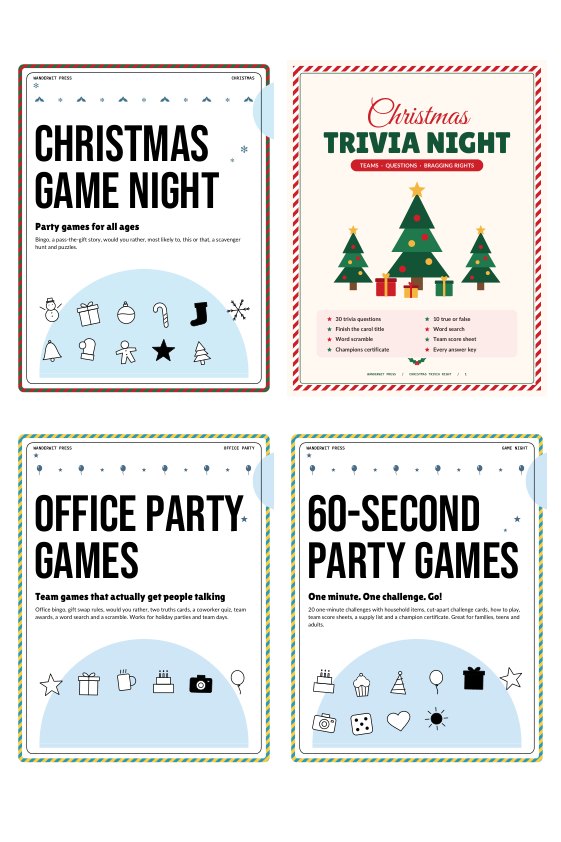 WANDERWIT PRESS
CHRISTMAS
CHRISTMAS
GAME NIGHT
Party games for all ages
Bingo, a pass-the-gift story, would you rather, most likely to, this or that, a scavenger
hunt and puzzles.
Christmas
TRIVIA NIGHT
TEAMS • QUESTIONS • BRAGGING RIGHTS
30 trivia questions
10 true or false
Finish the carol title
Word search
Word scramble
Team score sheet
Champions certificate
Every answer key
WANDERWIT PRESS / CHRISTMAS TRIVIA NIGHT / 1
WANDERWIT PRESS
OFFICE PARTY
OFFICE PARTY
GAMES
Team games that actually get people talking
Office bingo, gift swap rules, would you rather, two truths cards, a coworker quiz, team
awards, a word search and a scramble. Works for holiday parties and team days.
WANDERWIT PRESS
GAME NIGHT
60-SECOND
PARTY GAMES
One minute. One challenge. Go!
20 one-minute challenges with household items, cut-apart challenge cards, how to play,
team score sheets, a supply list and a champion certificate. Great for families, teens and
adults.